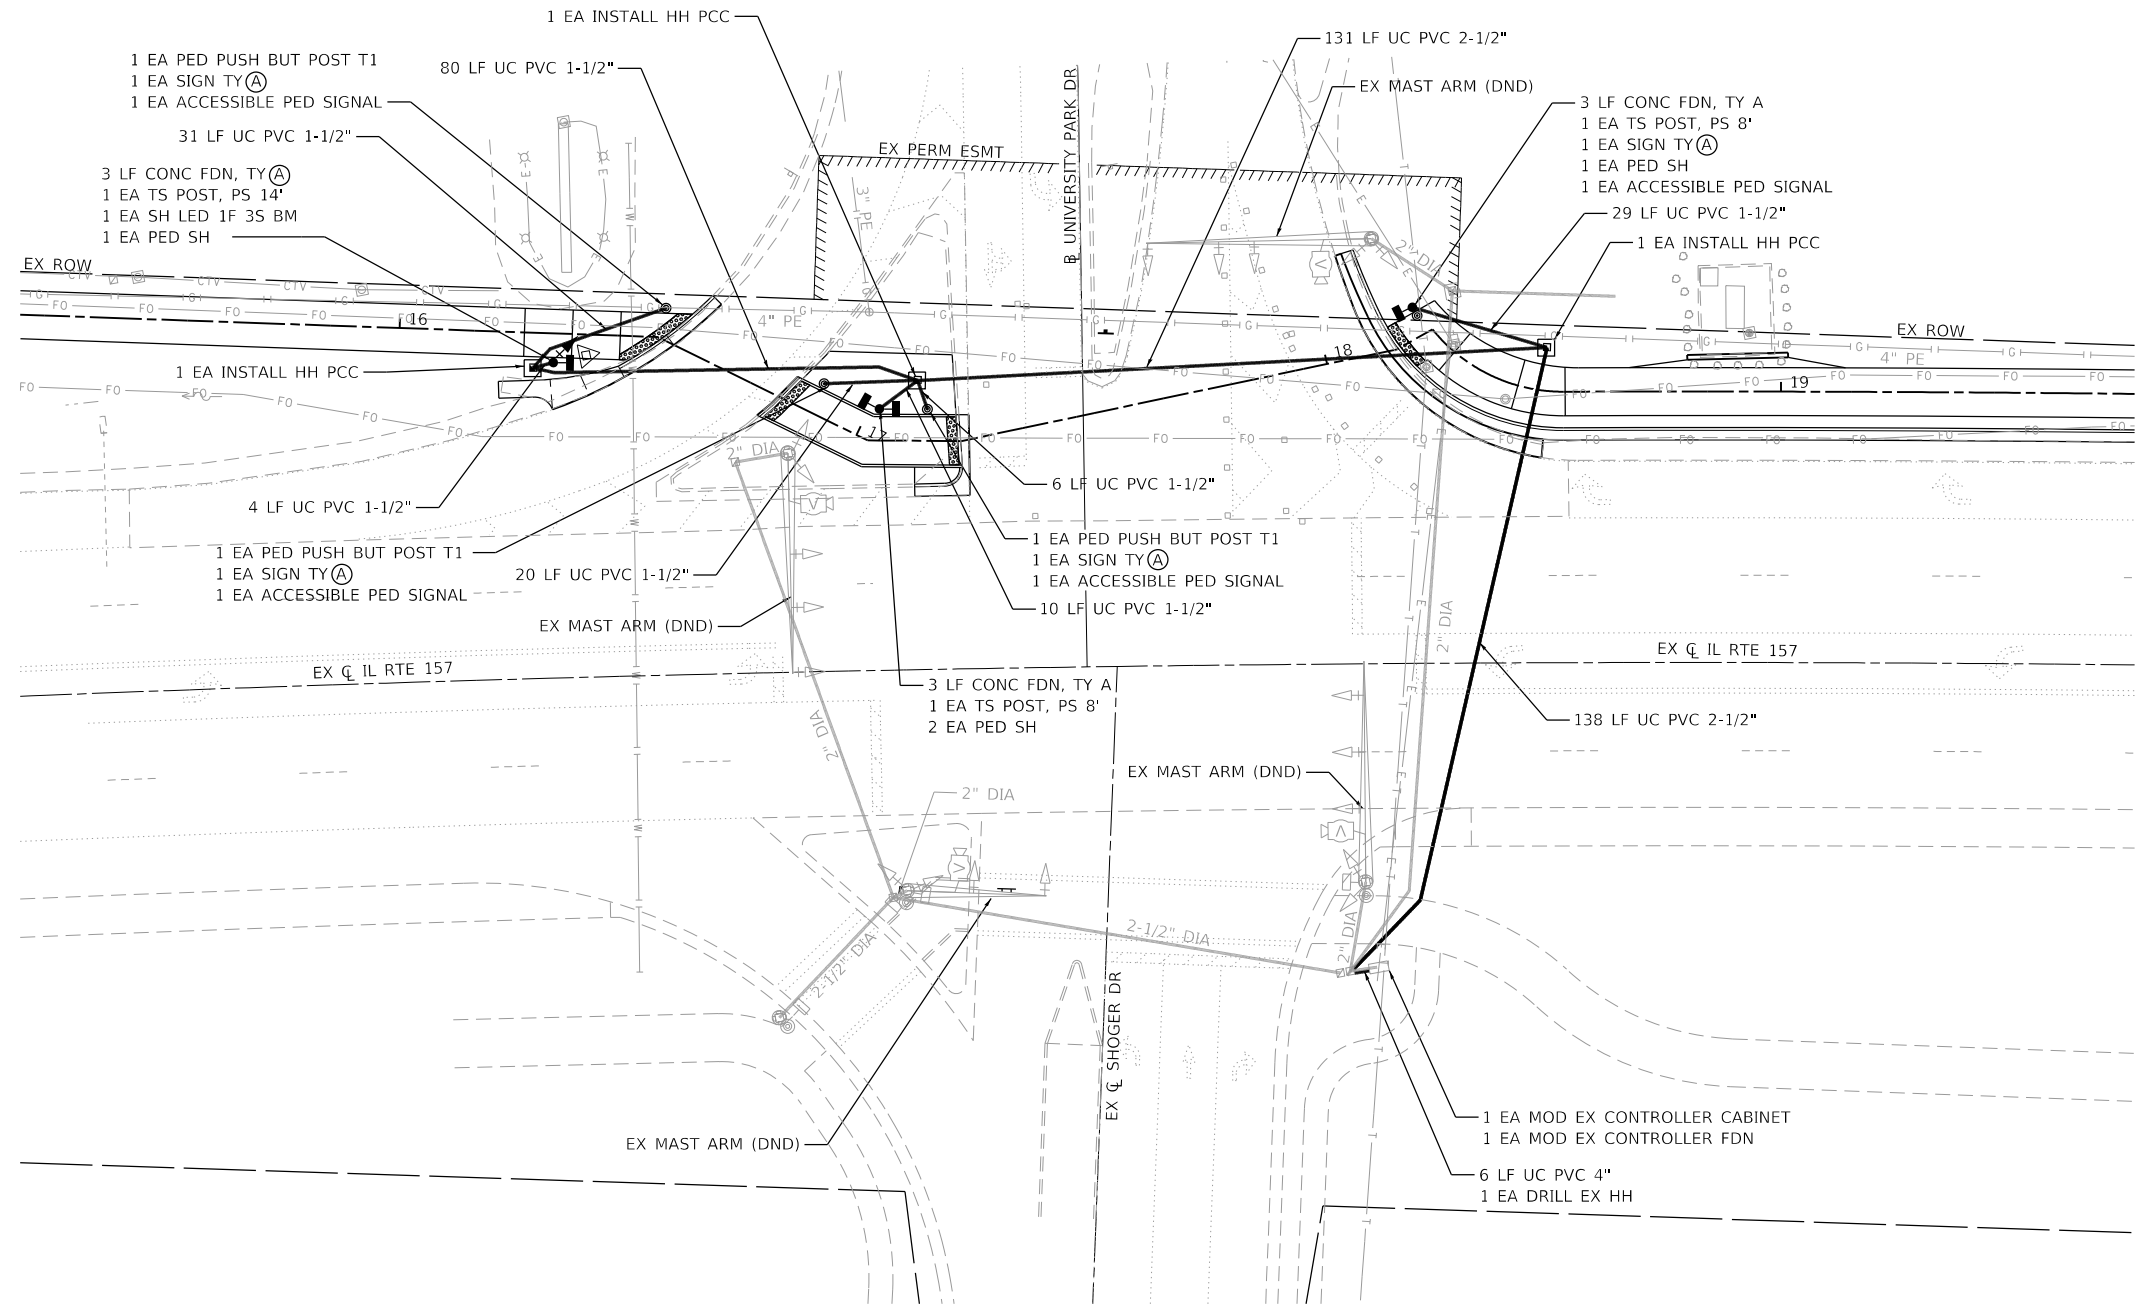 1 EA INSTALL HH PCC
131 LF UC PVC 2-1/2"
1 EA PED PUSH BUT POST T1
1 EA SIGN TY A
1 EA ACCESSIBLE PED SIGNAL
80 LF UC PVC 1-1/2"
EX MAST ARM (DND)
3 LF CONC FDN, TY A
1 EA TS POST, PS 8'
1 EA SIGN TY A
1 EA PED SH
1 EA ACCESSIBLE PED SIGNAL
31 LF UC PVC 1-1/2"
EX PERM ESMT
℄ UNIVERSITY PARK DR
3 LF CONC FDN, TY A
1 EA TS POST, PS 14'
1 EA SH LED 1F 3S BM
1 EA PED SH
3" PE
29 LF UC PVC 1-1/2"
1 EA INSTALL HH PCC
2" DIA
EX ROW
CTV
CTV
CTV
G
G
G
FO
FO
FO
16
4" PE
18
EX ROW
4" PE
19
1 EA INSTALL HH PCC
17
2" DIA
6 LF UC PVC 1-1/2"
4 LF UC PVC 1-1/2"
1 EA PED PUSH BUT POST T1
1 EA SIGN TY A
1 EA ACCESSIBLE PED SIGNAL
20 LF UC PVC 1-1/2"
1 EA PED PUSH BUT POST T1
1 EA SIGN TY A
1 EA ACCESSIBLE PED SIGNAL
10 LF UC PVC 1-1/2"
EX MAST ARM (DND)
2" DIA
EX ℄ IL RTE 157
EX ℄ IL RTE 157
3 LF CONC FDN, TY A
1 EA TS POST, PS 8'
2 EA PED SH
2" DIA
138 LF UC PVC 2-1/2"
EX MAST ARM (DND)
2" DIA
2-1/2" DIA
2-1/2" DIA
2" DIA
EX ℄ SHOGER DR
EX MAST ARM (DND)
1 EA MOD EX CONTROLLER CABINET
1 EA MOD EX CONTROLLER FDN
6 LF UC PVC 4"
1 EA DRILL EX HH